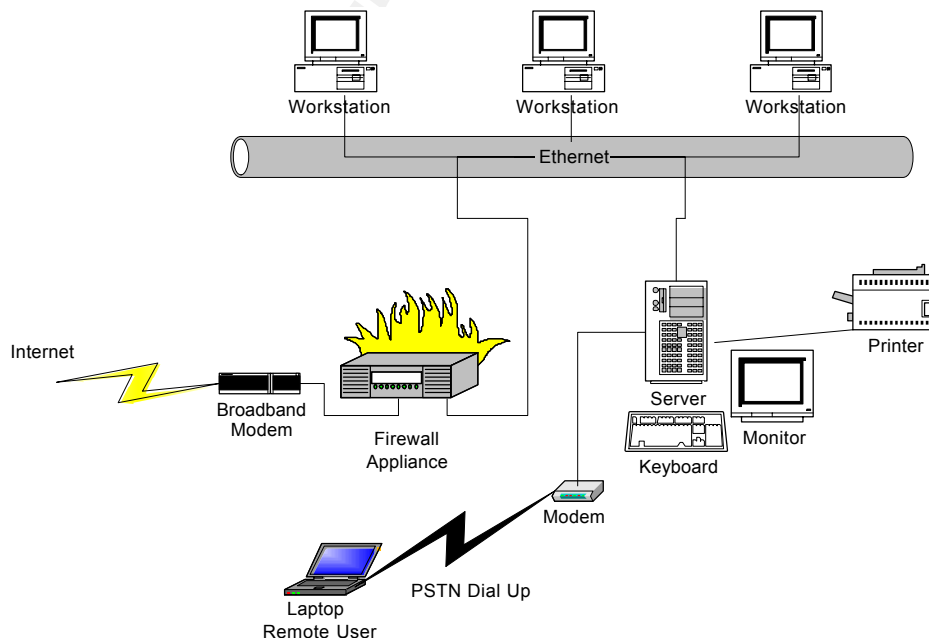 Workstation
Workstation
Workstation
Ethernet
Internet
Broadband
Modem
Firewall
Appliance
Server
Printer
Keyboard
Monitor
Modem
PSTN Dial Up
Laptop
Remote User